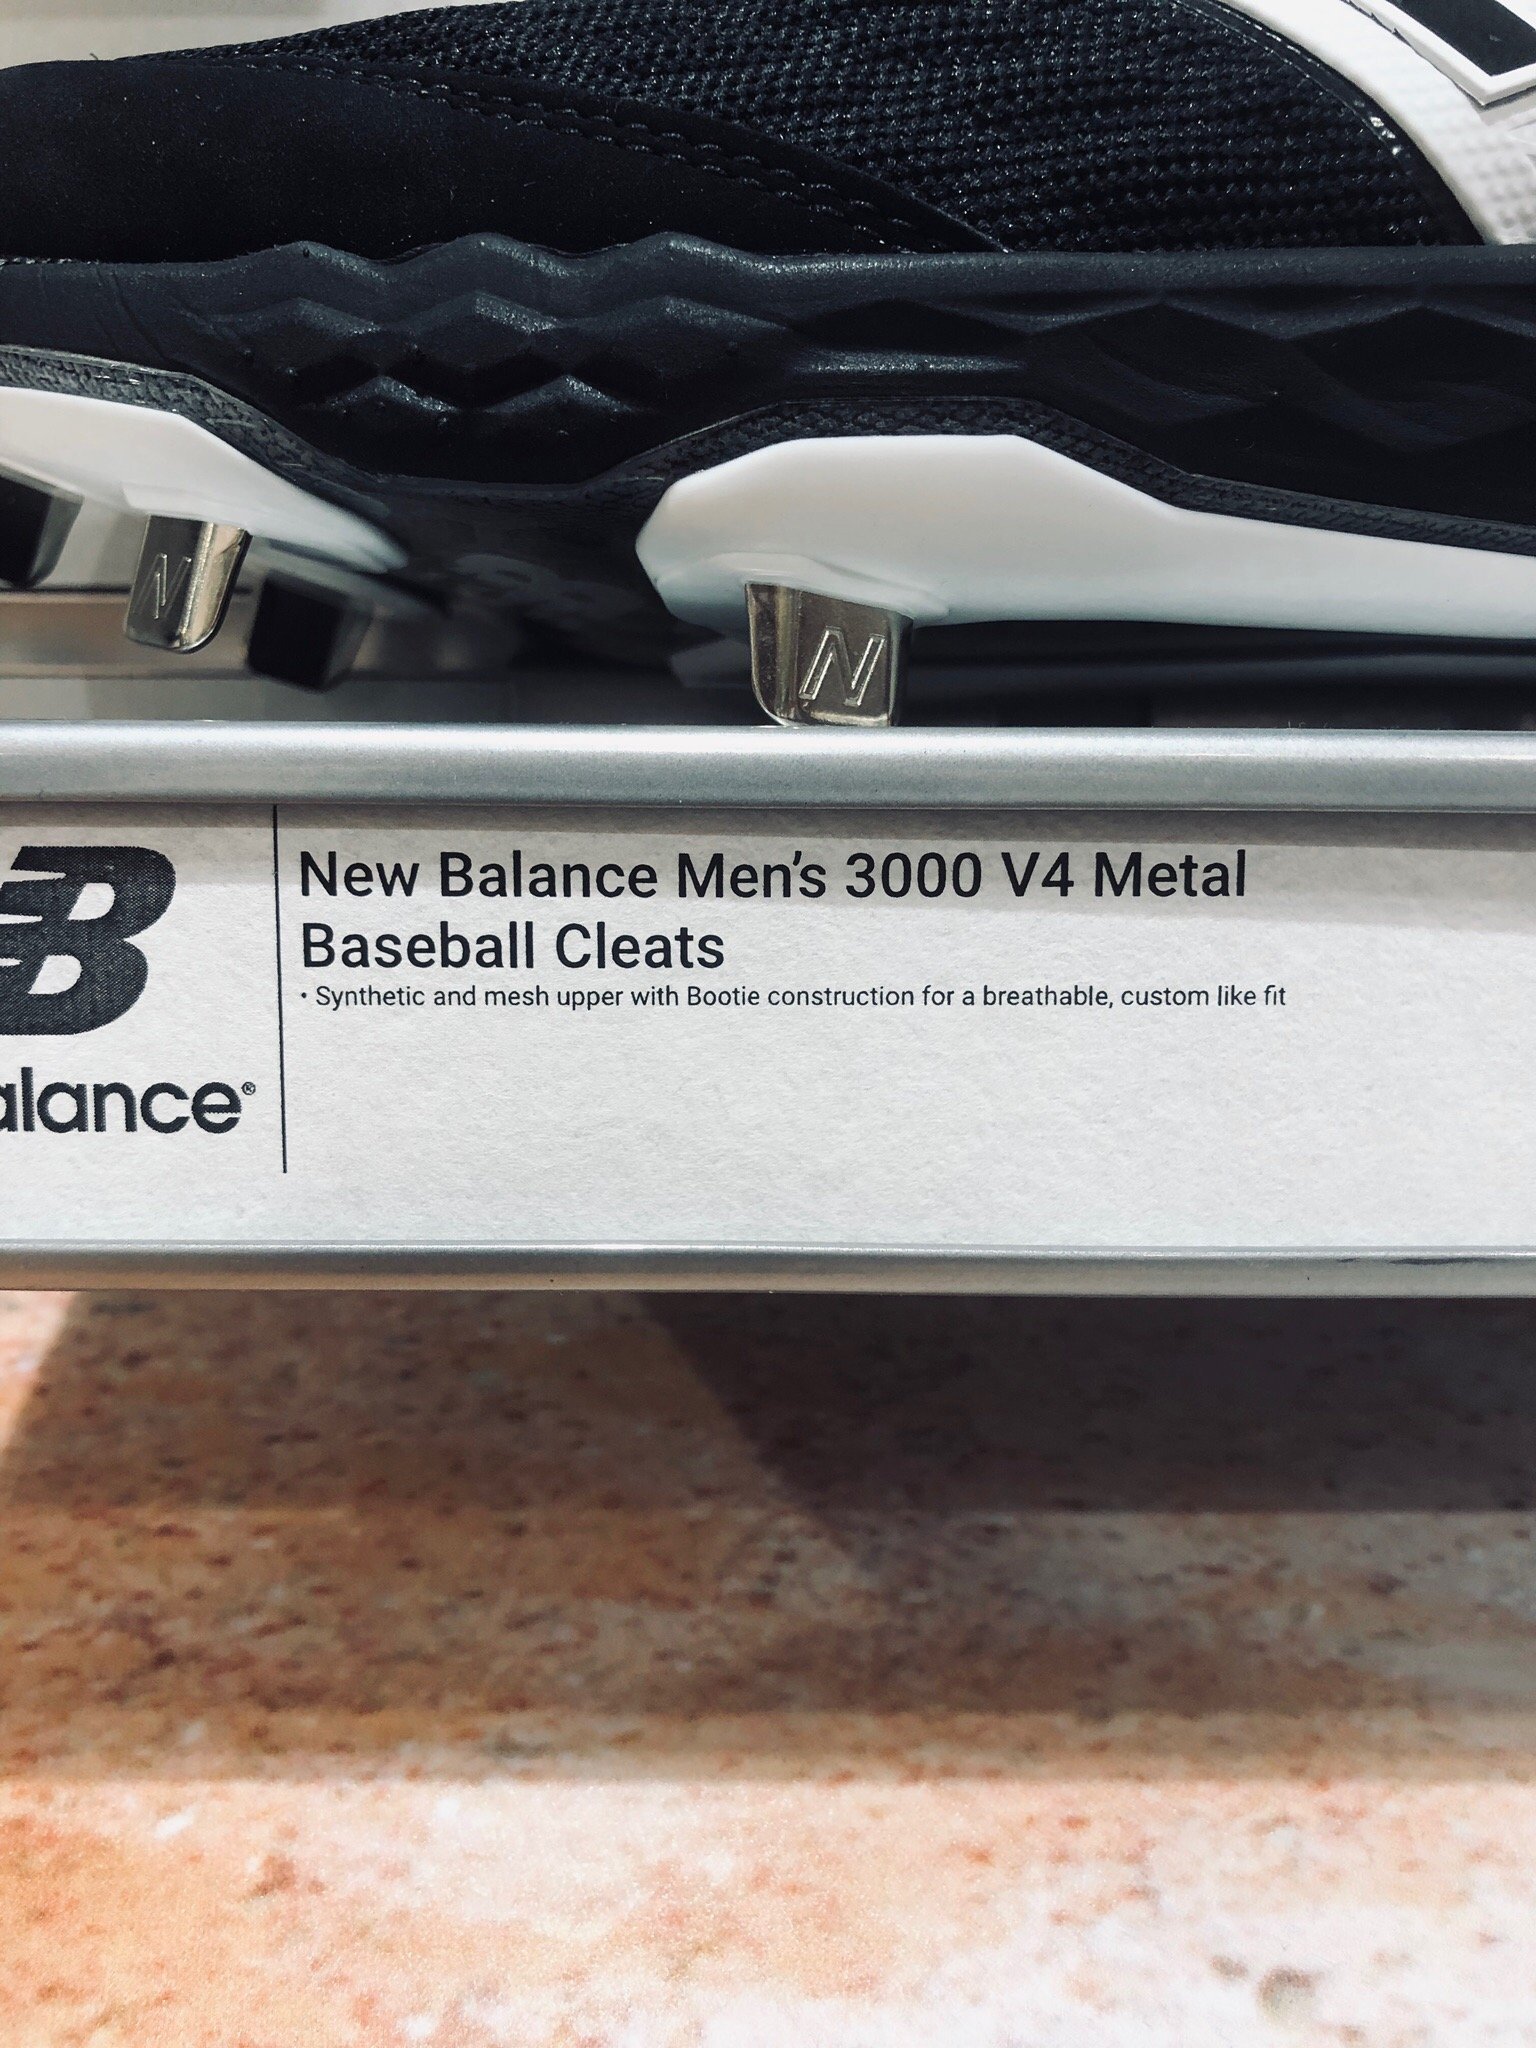 N
N
B
alance®
New Balance Men's 3000 V4 Metal
Baseball Cleats
• Synthetic and mesh upper with Bootie construction for a breathable, custom like fit